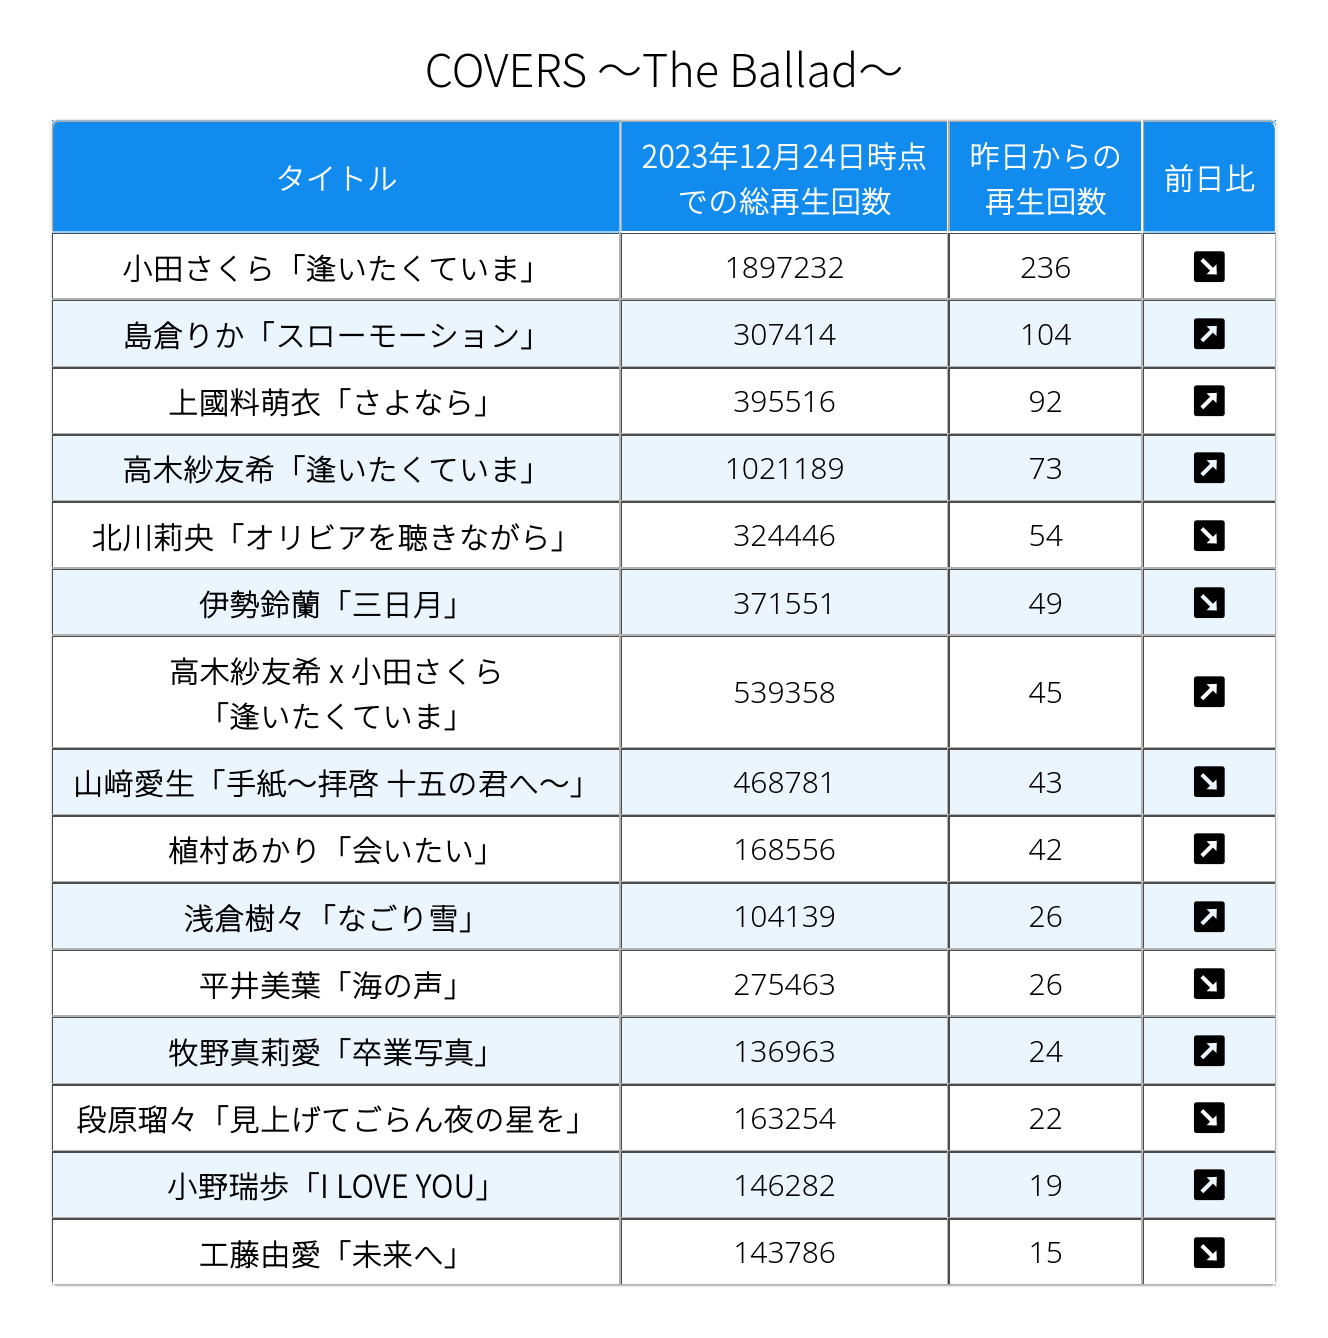 COVERS ～The Ballad～
タイトル
2023年12月24日時点
での総再生回数
昨日からの
再生回数
前日比
小田さくら「逢いたくていま」 1897232 236 ↘
島倉りか「スローモーション」 307414 104 ↗
上國料萌衣「さよなら」 395516 92 ↗
高木紗友希「逢いたくていま」 1021189 73 ↗
北川莉央「オリビアを聴きながら」 324446 54 ↘
伊勢鈴蘭「三日月」 371551 49 ↘
高木紗友希 x 小田さくら
「逢いたくていま」 539358 45 ↗
山﨑愛生「手紙～拝啓 十五の君へ～」 468781 43 ↘
植村あかり「会いたい」 168556 42 ↗
浅倉樹々「なごり雪」 104139 26 ↗
平井美葉「海の声」 275463 26 ↘
牧野真莉愛「卒業写真」 136963 24 ↗
段原瑠々「見上げてごらん夜の星を」 163254 22 ↘
小野瑞歩「I LOVE YOU」 146282 19 ↗
工藤由愛「未来へ」 143786 15 ↘